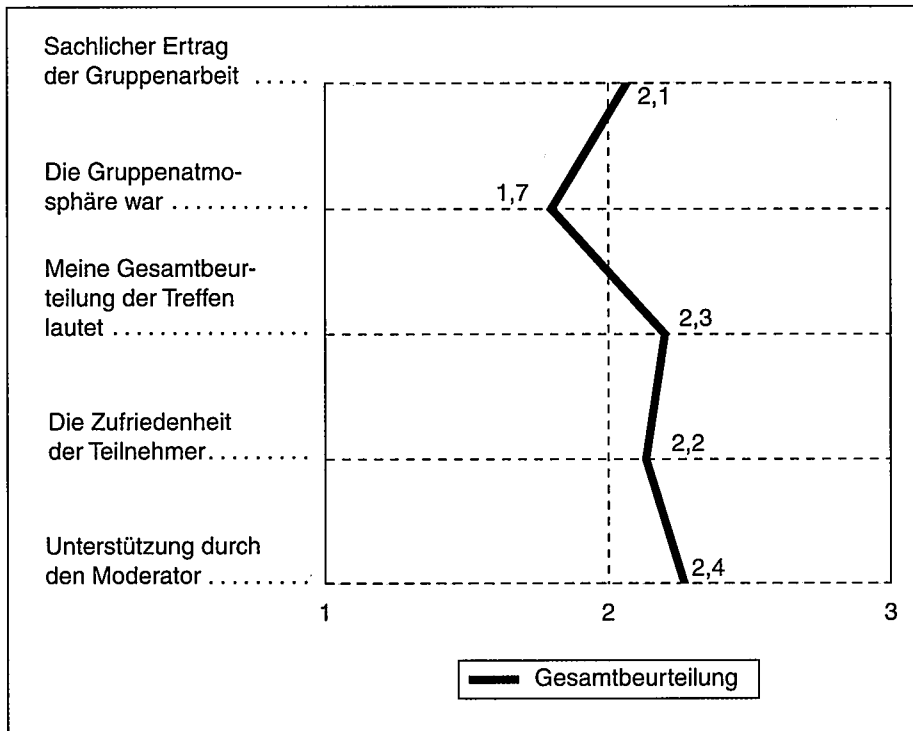 Sachlicher Ertrag
der Gruppenarbeit .....
2,1
Die Gruppenatmo-
sphäre war ............
1,7
Meine Gesamtbeur-
teilung der Treffen
lautet .................
2,3
Die Zufriedenheit
der Teilnehmer.........
2,2
Unterstützung durch
den Moderator .........
2,4
1 2 3
Gesamtbeurteilung